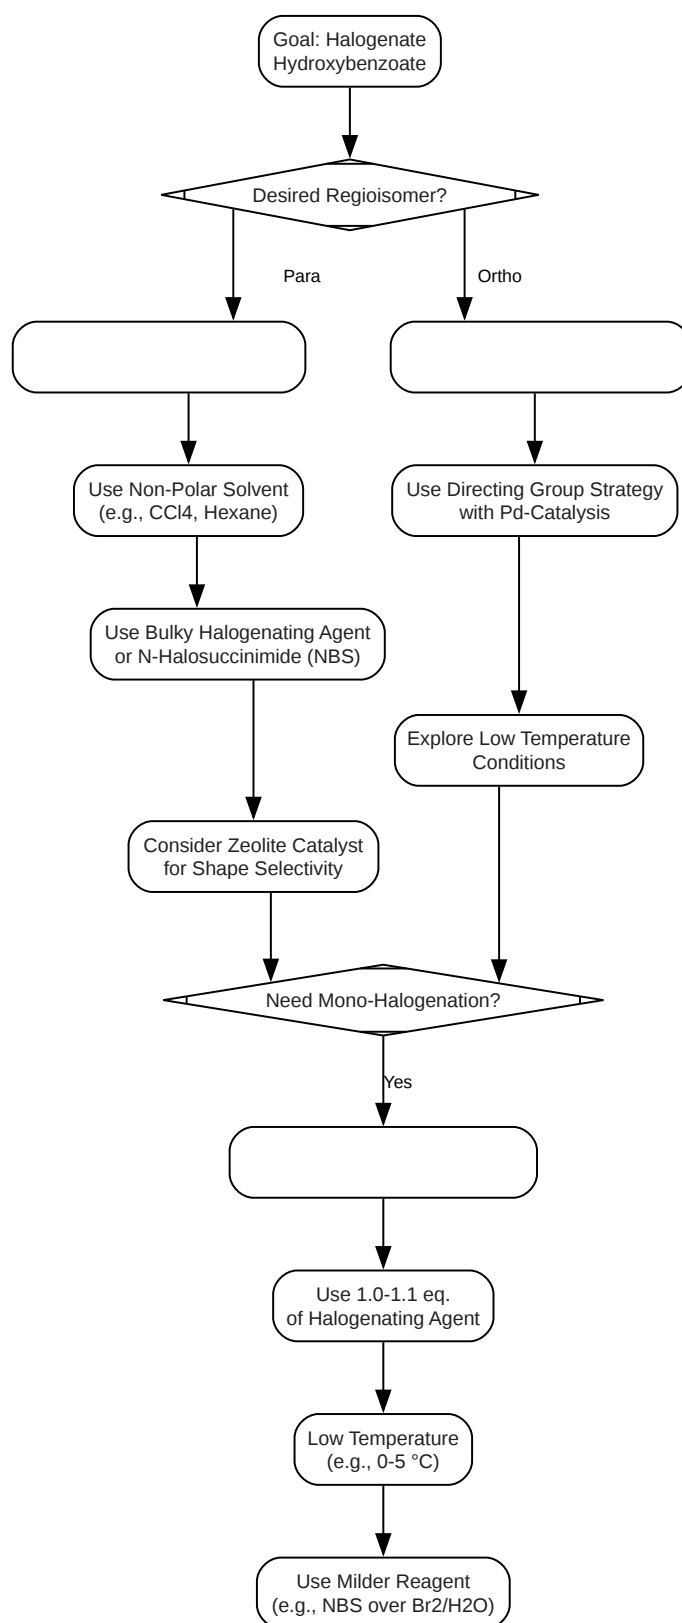 Goal: Halogenate
Hydroxybenzoate
Desired Regioisomer?
Para
Ortho
Use Non-Polar Solvent
(e.g., CCl4, Hexane)
Use Directing Group Strategy
with Pd-Catalysis
Use Bulky Halogenating Agent
or N-Halosuccinimide (NBS)
Explore Low Temperature
Conditions
Consider Zeolite Catalyst
for Shape Selectivity
Need Mono-Halogenation?
Yes
Use 1.0-1.1 eq.
of Halogenating Agent
Low Temperature
(e.g., 0-5 °C)
Use Milder Reagent
(e.g., NBS over Br2/H2O)